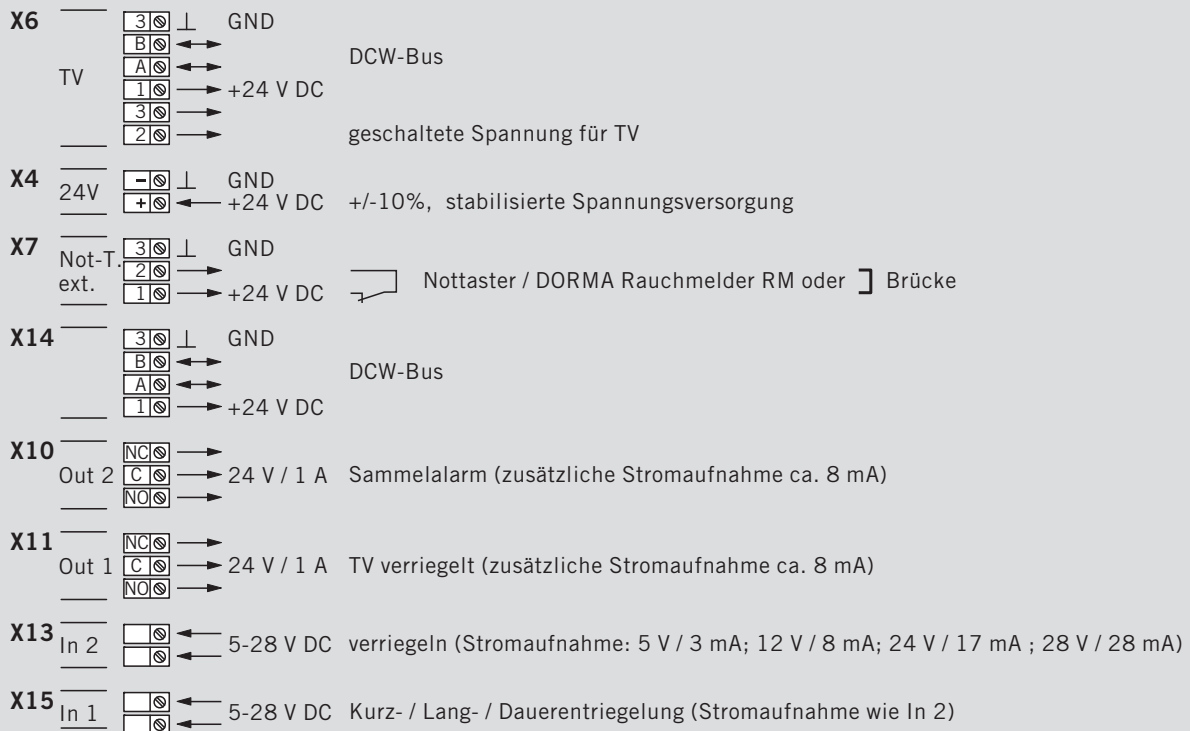 X6
TV
3 GND
B
A
DCW-Bus
1 +24 V DC
3
2 geschaltete Spannung für TV
X4
24V
- GND
+ +24 V DC +/-10%, stabilisierte Spannungsversorgung
X7
Not-T. ext.
3 GND
2
1 +24 V DC
Nottaster / DORMA Rauchmelder RM oder Brücke
X14
3 GND
B
A
DCW-Bus
1 +24 V DC
X10
NC
Out 2 C 24 V / 1 A Sammelalarm (zusätzliche Stromaufnahme ca. 8 mA)
NO
X11
NC
Out 1 C 24 V / 1 A TV verriegelt (zusätzliche Stromaufnahme ca. 8 mA)
NO
X13
In 2 5-28 V DC verriegeln (Stromaufnahme: 5 V / 3 mA; 12 V / 8 mA; 24 V / 17 mA ; 28 V / 28 mA)
X15
In 1 5-28 V DC Kurz- / Lang- / Dauerentriegelung (Stromaufnahme wie In 2)